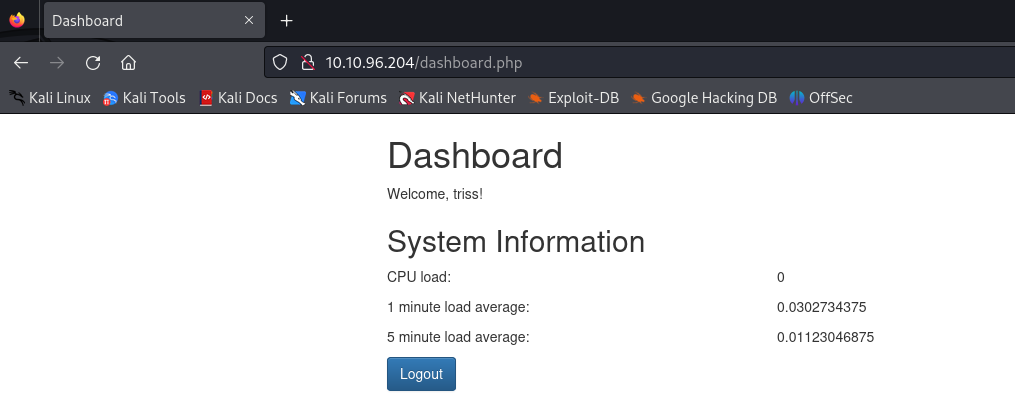 Dashboard
10.10.96.204/dashboard.php
Kali Linux Kali Tools Kali Docs Kali Forums Kali NetHunter Exploit-DB Google Hacking DB OffSec
Dashboard
Welcome, triss!
System Information
CPU load: 0
1 minute load average: 0.0302734375
5 minute load average: 0.01123046875
Logout